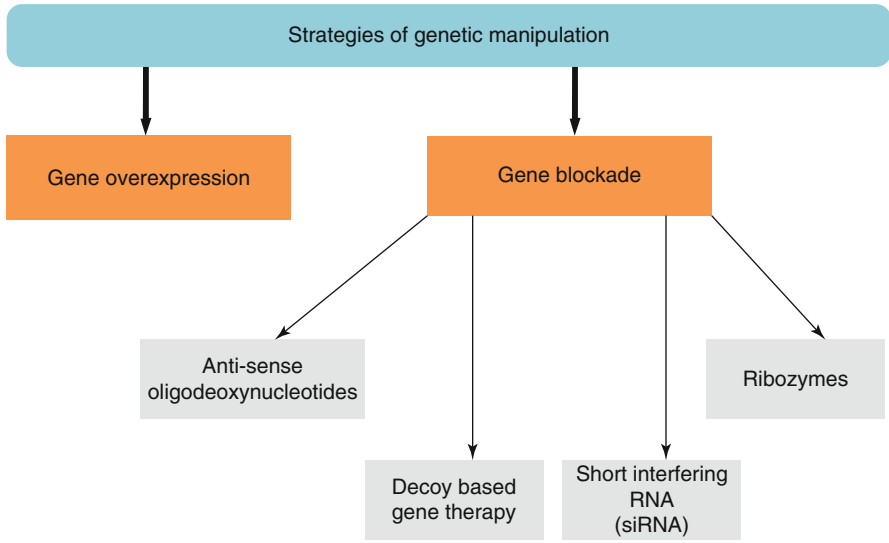 Strategies of genetic manipulation
Gene overexpression
Gene blockade
Anti-sense
oligodeoxynucleotides
Ribozymes
Decoy based
gene therapy
Short interfering
RNA
(siRNA)